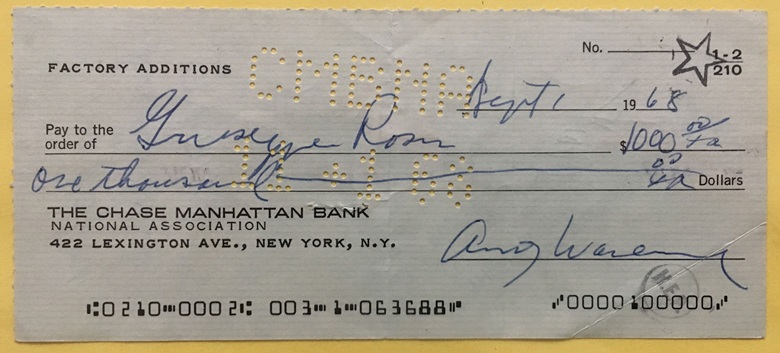 No. 1-2
210
FACTORY ADDITIONS
CMBNA
Sept 1 1968
Pay to the
order of Giuseppe Rossi $1000 00/xx
one thousand 00/xx Dollars
THE CHASE MANHATTAN BANK
NATIONAL ASSOCIATION
422 LEXINGTON AVE., NEW YORK, N.Y.
Andy Warhol
⑆0210⑉0002⑆ 003⑉1⑉063688⑈ ⑇0000100000⑇